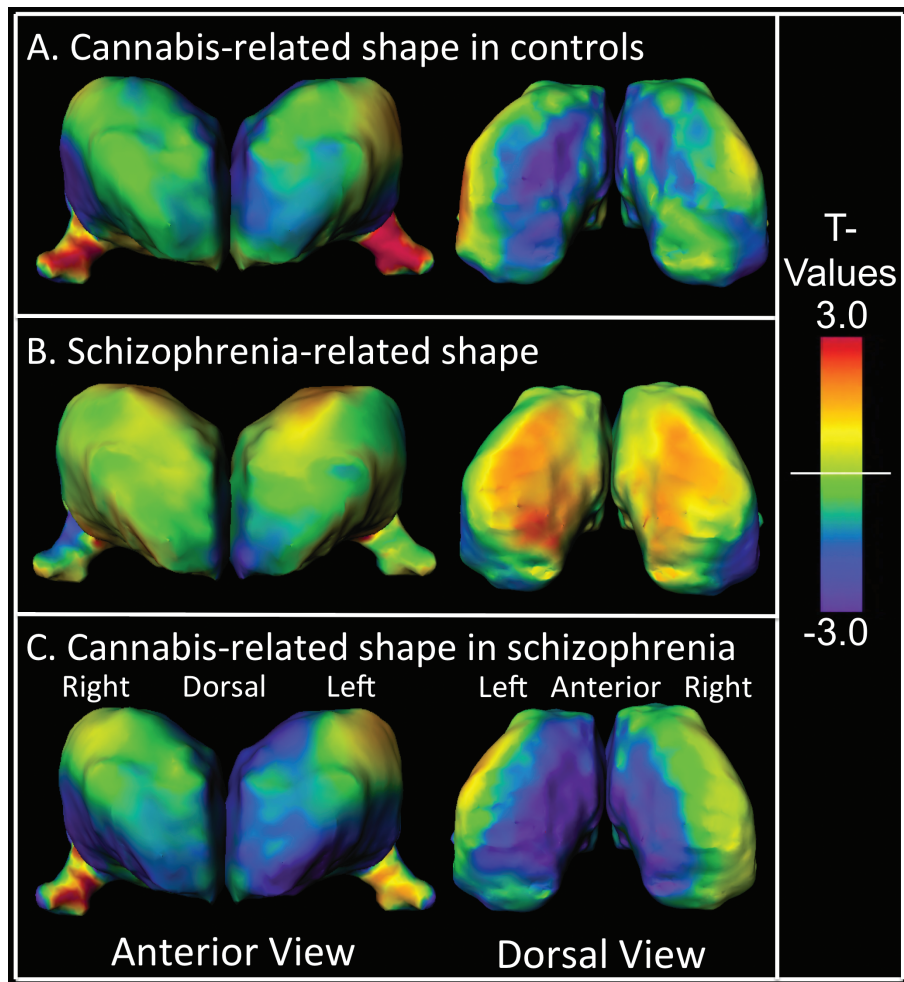 A. Cannabis-related shape in controls
B. Schizophrenia-related shape
C. Cannabis-related shape in schizophrenia
Right Dorsal Left
Left Anterior Right
Anterior View
Dorsal View
T-
Values
3.0
-3.0